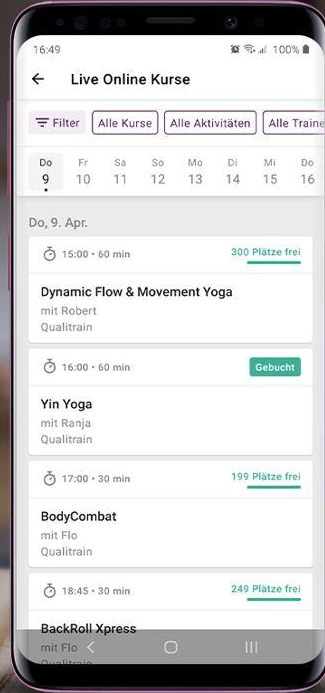 16:49
100%
Live Online Kurse
Filter
Alle Kurse
Alle Aktivitäten
Alle Traine
Do Fr Sa So Mo Di Mi Do
9 10 11 12 13 14 15 16
Do, 9. Apr.
15:00 • 60 min
300 Plätze frei
Dynamic Flow & Movement Yoga
mit Robert
Qualitrain
16:00 • 60 min
Gebucht
Yin Yoga
mit Ranja
Qualitrain
17:00 • 30 min
199 Plätze frei
BodyCombat
mit Flo
Qualitrain
18:45 • 30 min
249 Plätze frei
BackRoll Xpress
mit Flo
Qualitrain